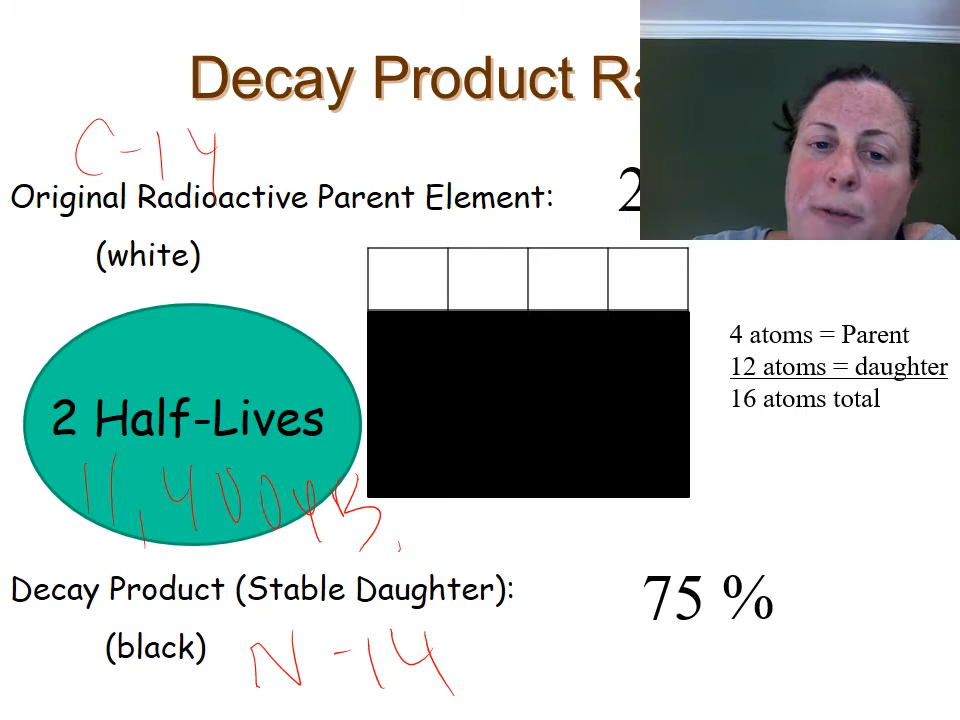 Decay Product Ra
C-14
Original Radioactive Parent Element: 2
(white)
4 atoms = Parent
12 atoms = daughter
16 atoms total
2 Half-Lives
11,400 yrs.
Decay Product (Stable Daughter): 75 %
(black)
N-14